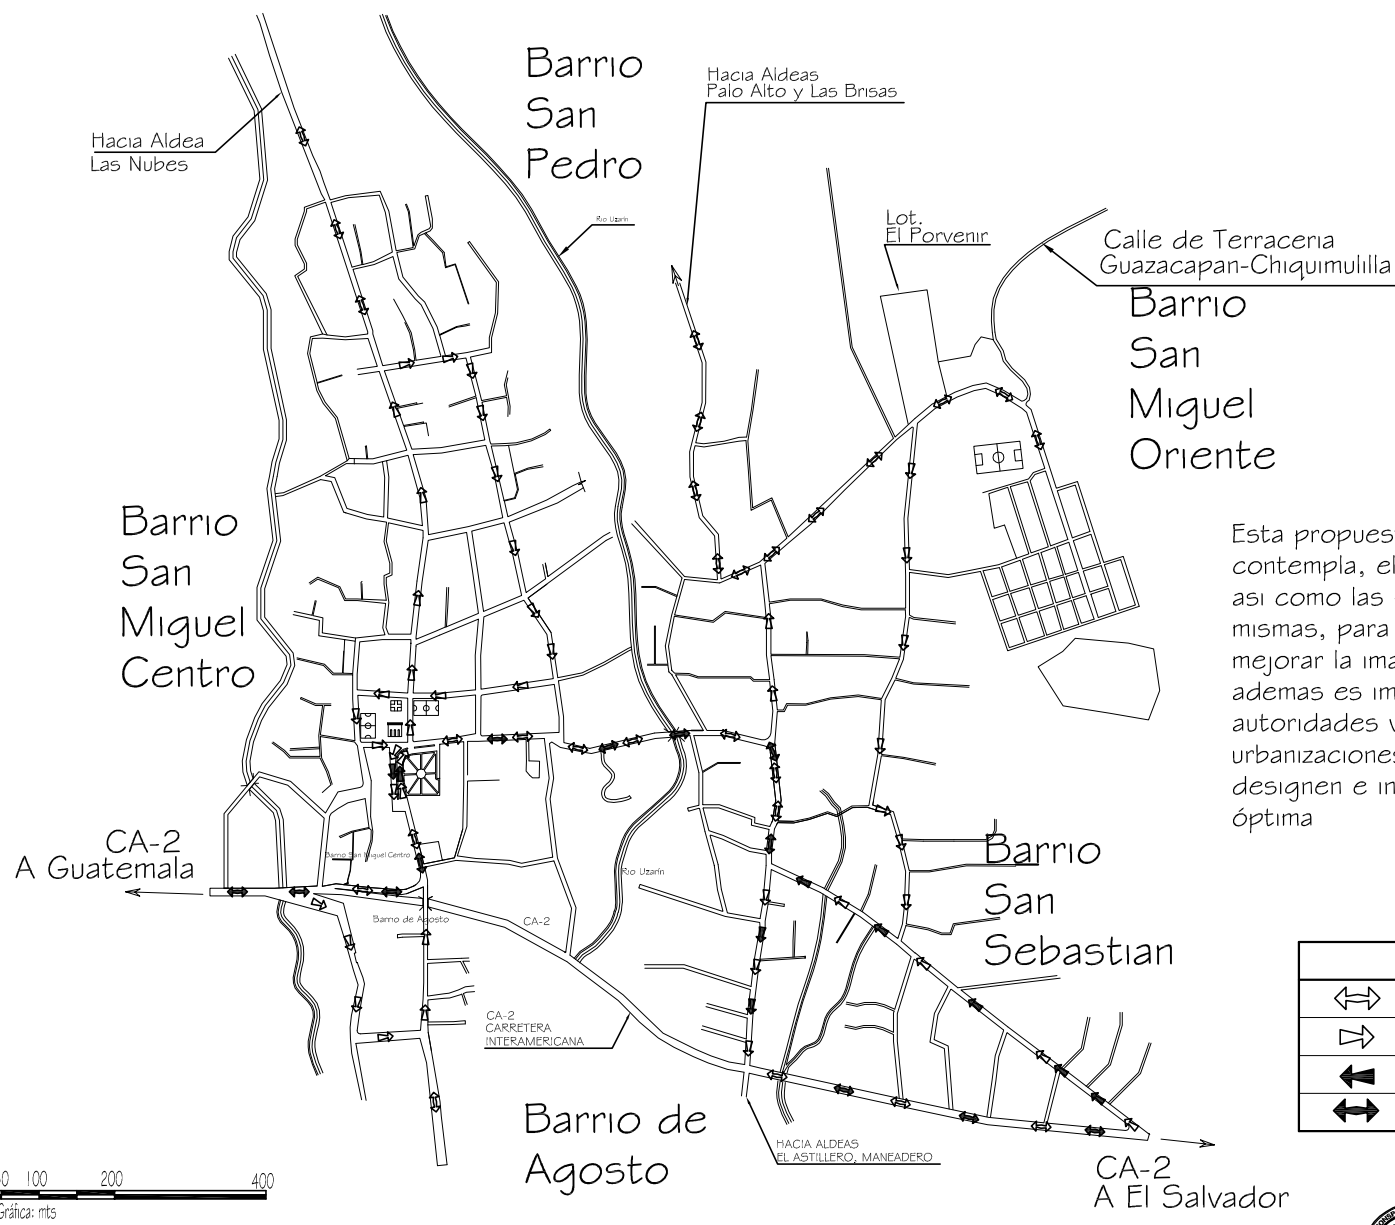 Barrio
San
Pedro
Hacia Aldeas
Palo Alto y Las Brisas
Hacia Aldea
Las Nubes
Rio Uzarin
Lot.
El Porvenir
Calle de Terraceria
Guazacapan-Chiquimulilla
Barrio
San
Miguel
Oriente
Barrio
San
Miguel
Centro
Esta propues
contempla, el
asi como las
mismas, para
mejorar la ima
ademas es im
autoridades
urbanizaciones
designen e in
óptima
CA-2
A Guatemala
Barrio San Miguel Centro
Rio Uzarin
Barrio de Agosto
CA-2
Barrio
San
Sebastian
CA-2
CARRETERA
INTERAMERICANA
Barrio de
Agosto
HACIA ALDEAS
EL ASTILLERO, MANEADERO
CA-2
A El Salvador
0 100 200 400
Gráfica: mts